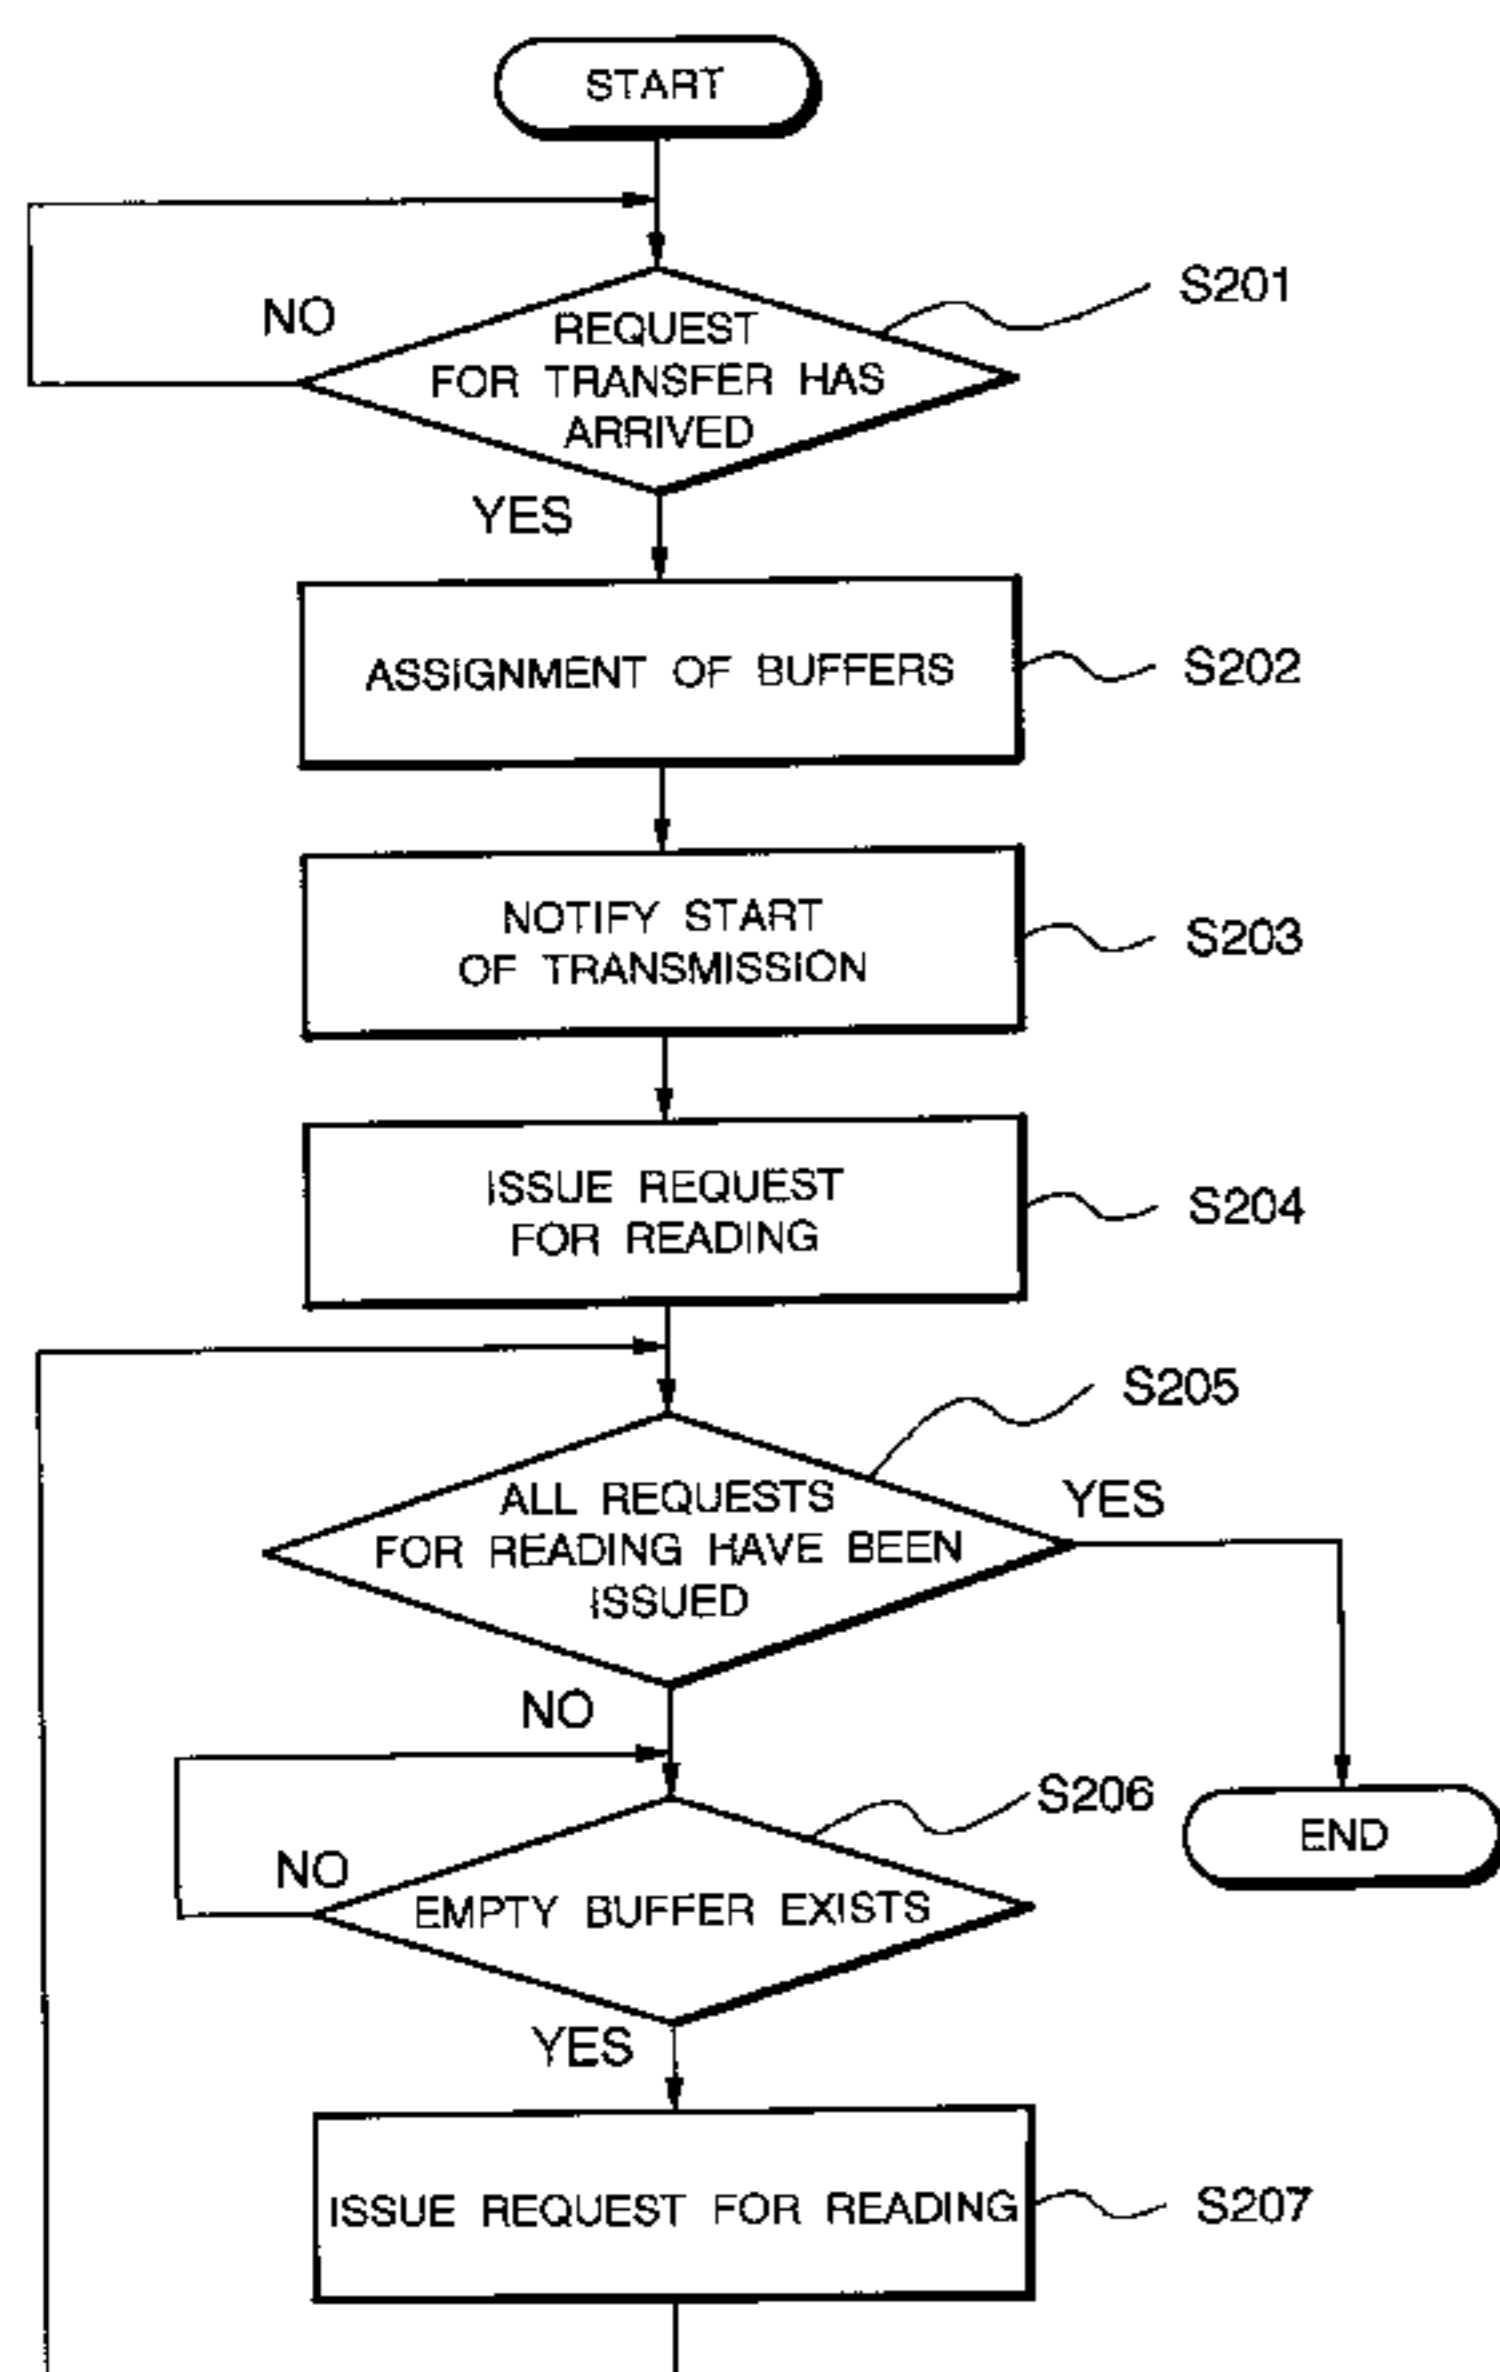 START
NO
S201
REQUEST
FOR TRANSFER HAS
ARRIVED
YES
ASSIGNMENT OF BUFFERS
S202
NOTIFY START
OF TRANSMISSION
S203
ISSUE REQUEST
FOR READING
S204
S205
ALL REQUESTS
FOR READING HAVE BEEN
ISSUED
YES
NO
S206
NO
EMPTY BUFFER EXISTS
END
YES
ISSUE REQUEST FOR READING
S207